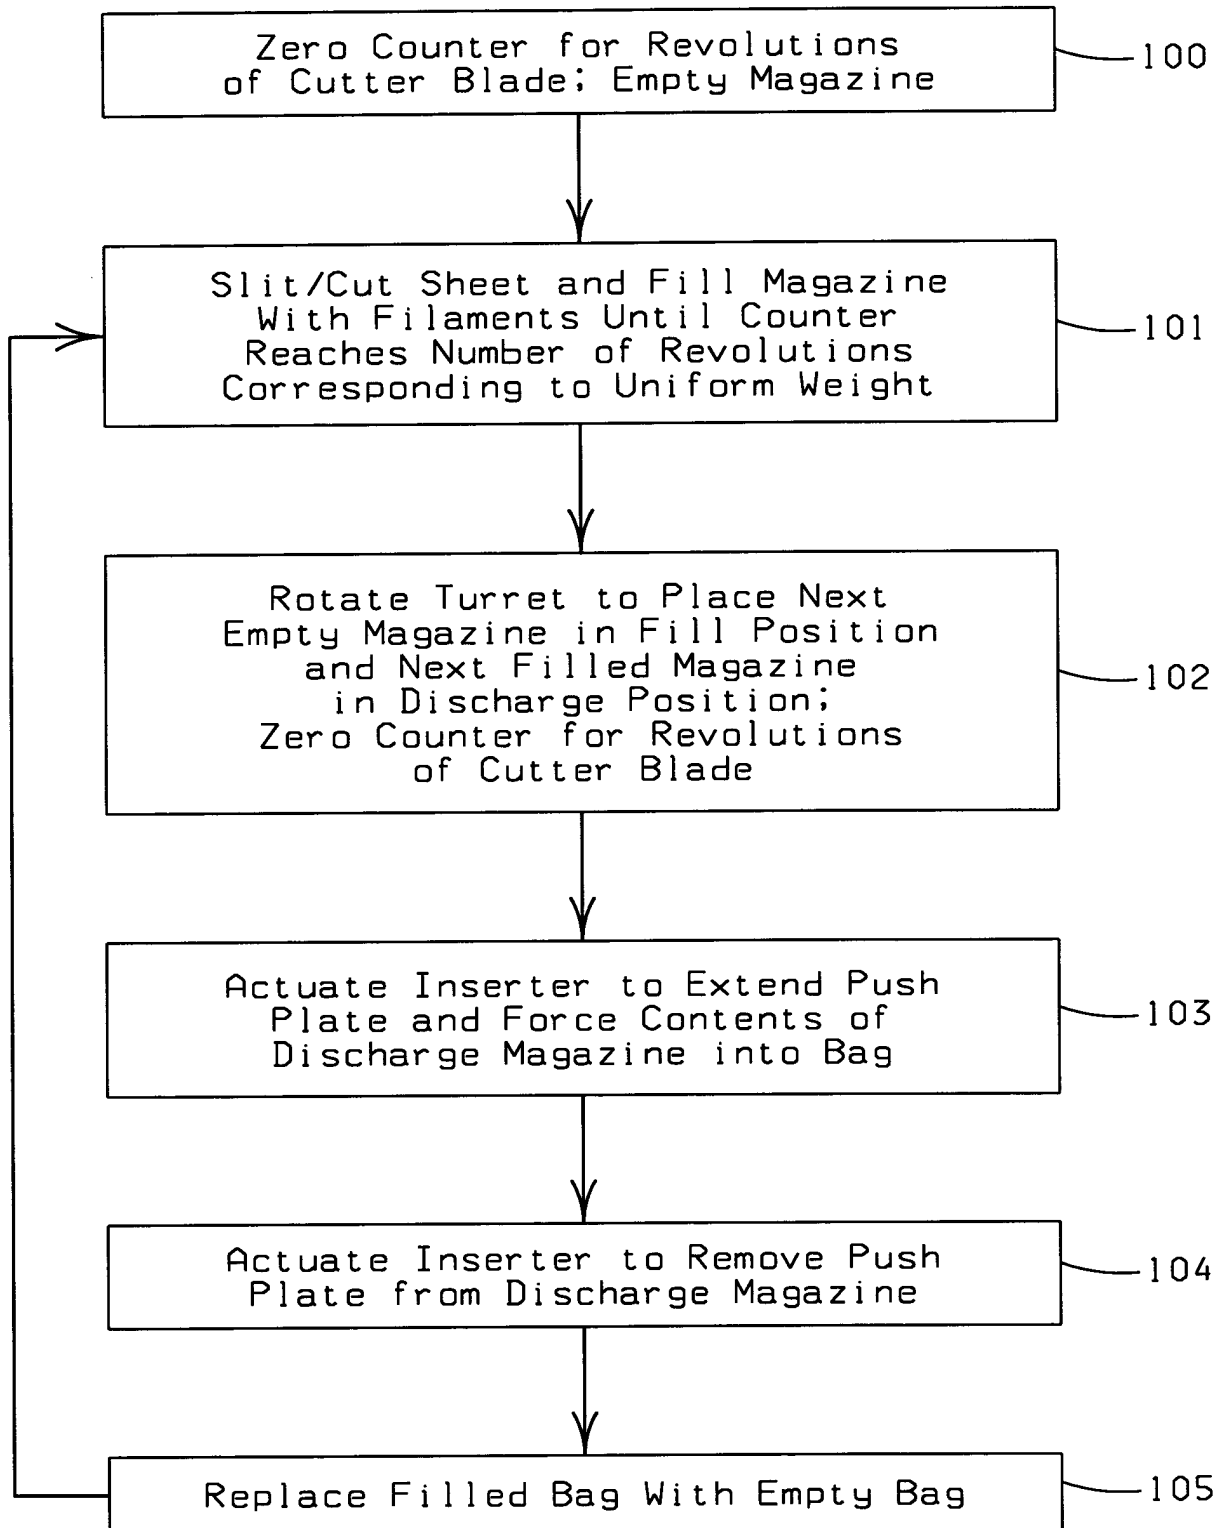 Zero Counter for Revolutions
of Cutter Blade; Empty Magazine
100
Slit/Cut Sheet and Fill Magazine
With Filaments Until Counter
Reaches Number of Revolutions
Corresponding to Uniform Weight
101
Rotate Turret to Place Next
Empty Magazine in Fill Position
and Next Filled Magazine
in Discharge Position;
Zero Counter for Revolutions
of Cutter Blade
102
Actuate Inserter to Extend Push
Plate and Force Contents of
Discharge Magazine into Bag
103
Actuate Inserter to Remove Push
Plate from Discharge Magazine
104
Replace Filled Bag With Empty Bag
105